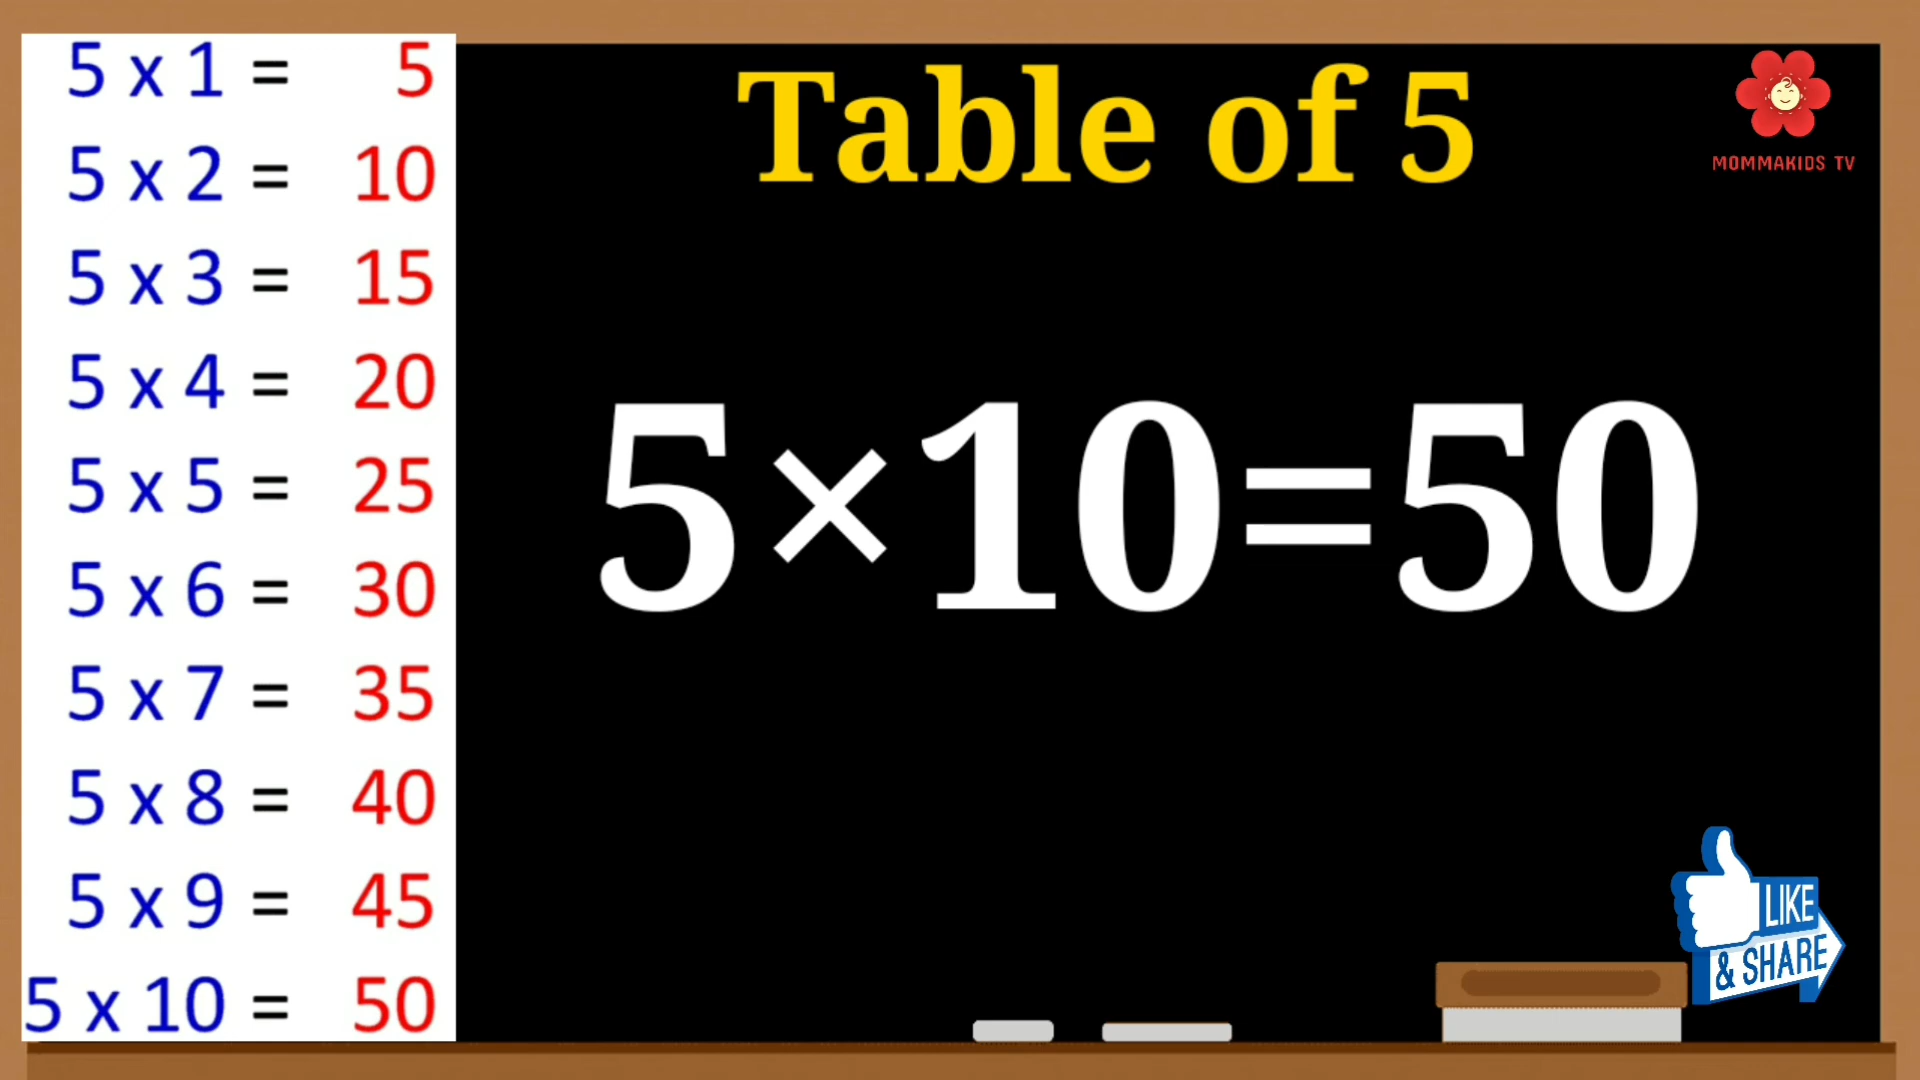 5 x 1 = 5
5 x 2 = 10
5 x 3 = 15
5 x 4 = 20
5 x 5 = 25
5 x 6 = 30
5 x 7 = 35
5 x 8 = 40
5 x 9 = 45
5 x 10 = 50
Table of 5
MOMMAKIDS TV
5×10=50
LIKE
& SHARE